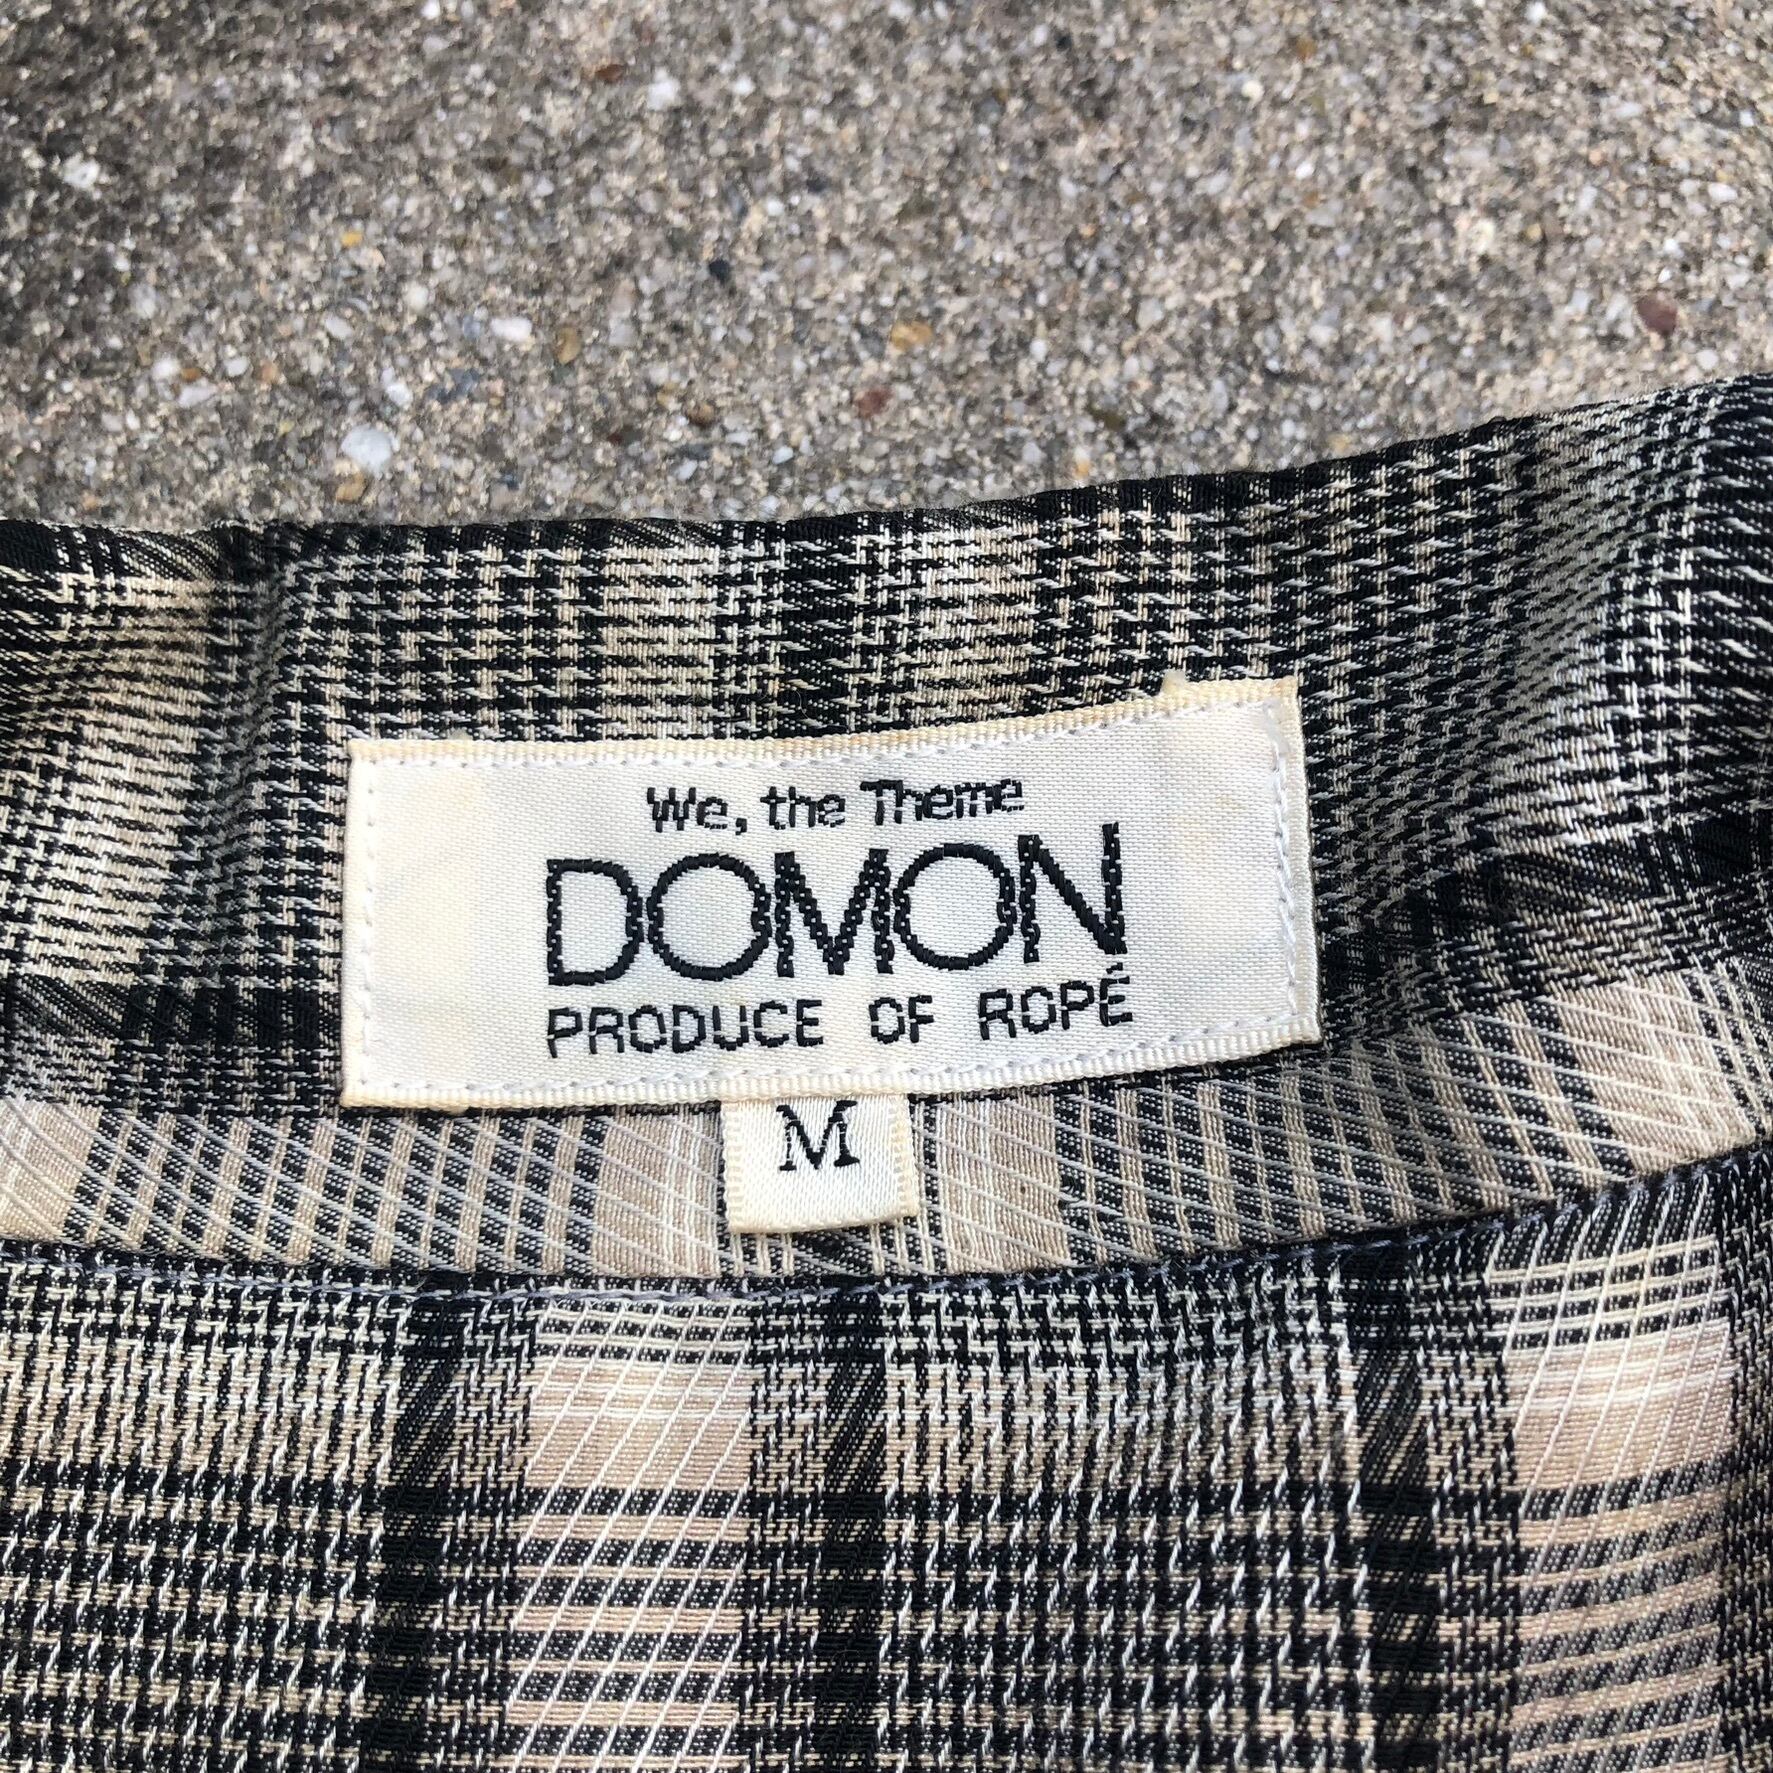 We, the Theme
DOMON
PRODUCE OF ROPÉ
M